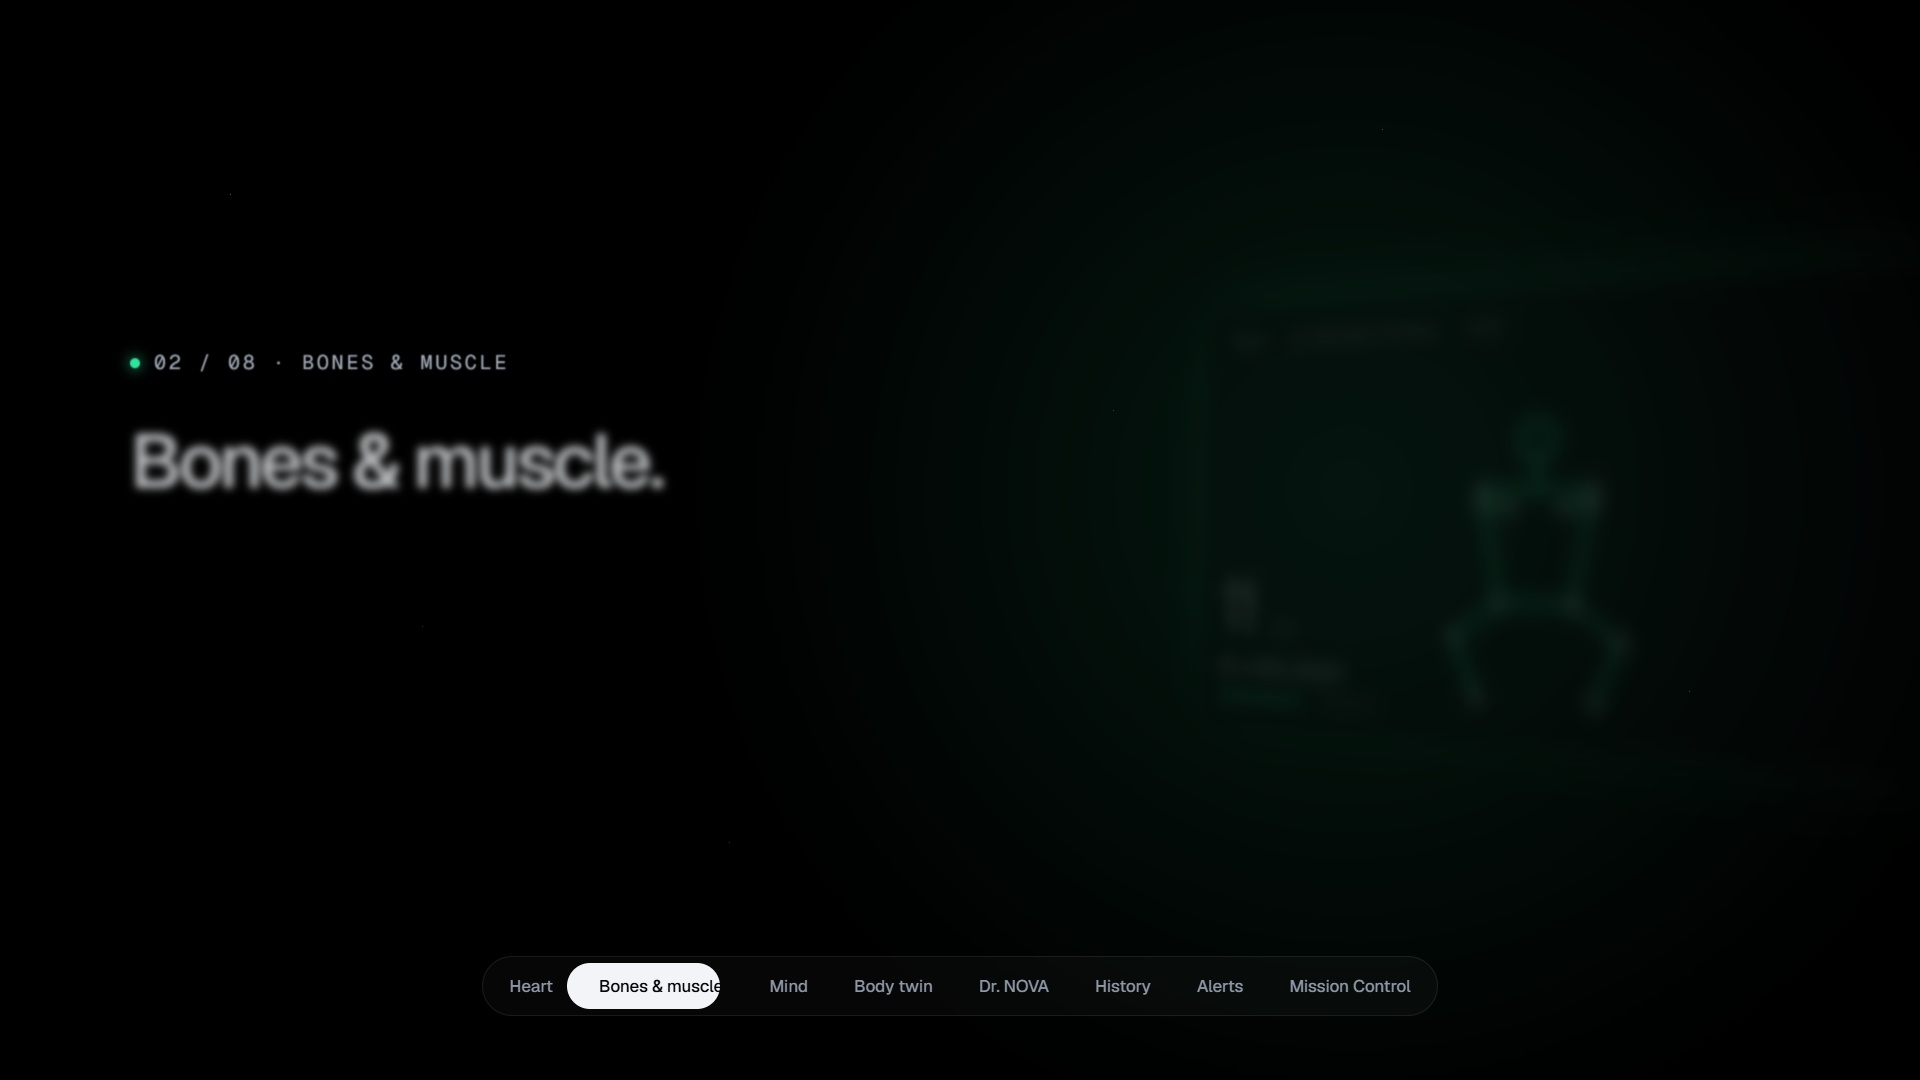 02 / 08 · BONES & MUSCLE
Bones & muscle.
Heart Bones & muscle Mind Body twin Dr. NOVA History Alerts Mission Control